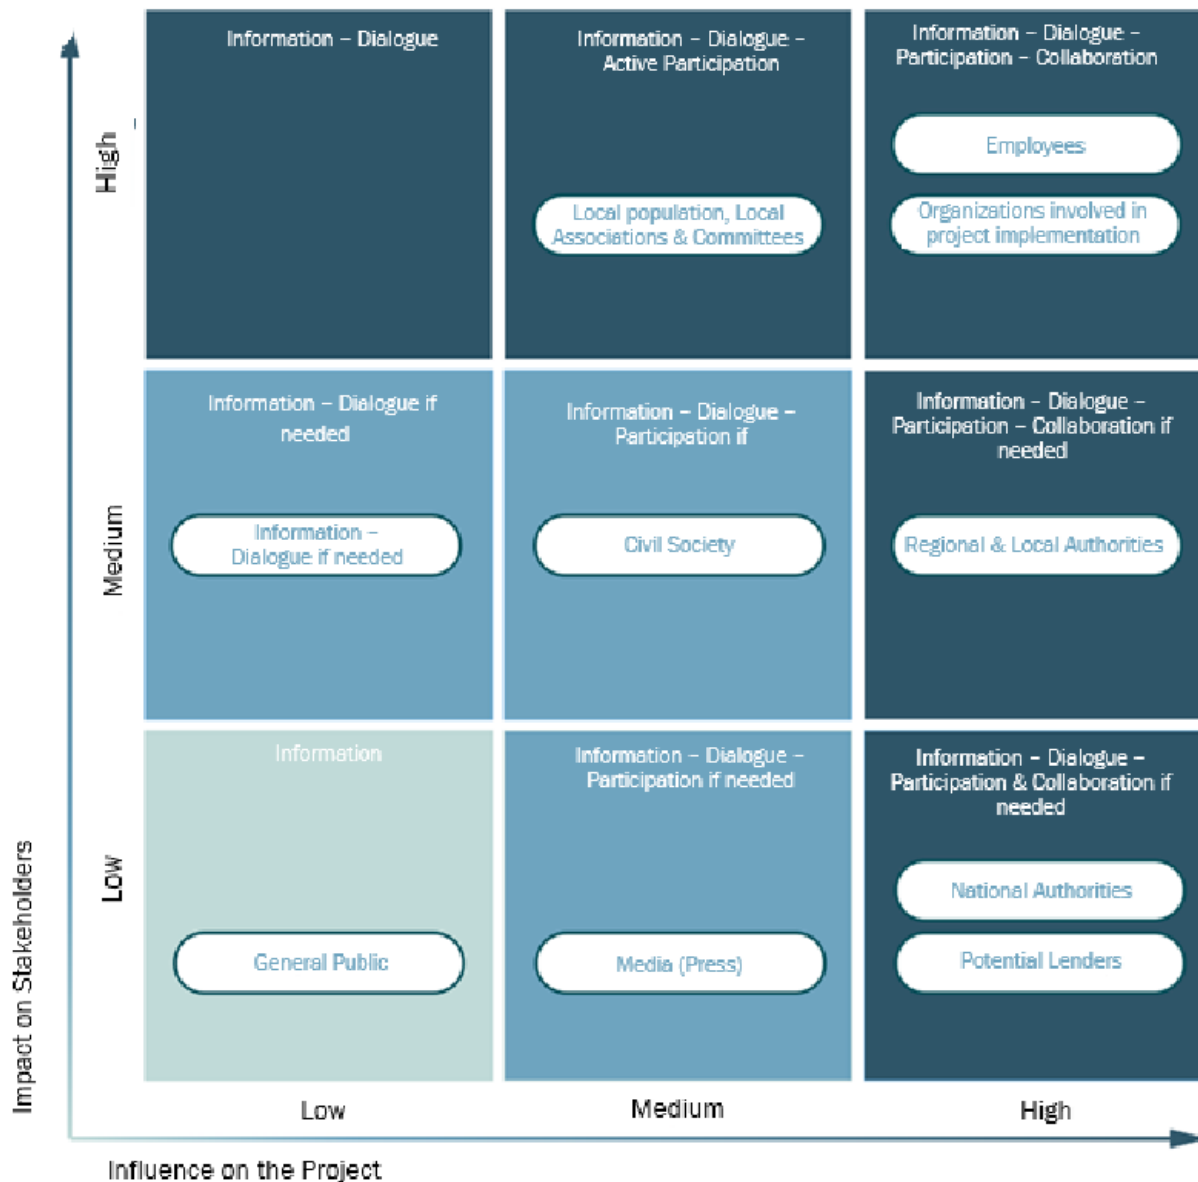 Information – Dialogue
Information – Dialogue –
Active Participation
Information – Dialogue –
Participation – Collaboration
High
Employees
Local population, Local
Associations & Committees
Organizations involved in
project implementation
Information – Dialogue if
needed
Information – Dialogue –
Participation if
Information – Dialogue –
Participation – Collaboration if
needed
Medium
Information –
Dialogue if needed
Civil Society
Regional & Local Authorities
Information
Information – Dialogue –
Participation if needed
Information – Dialogue –
Participation & Collaboration if
needed
Low
National Authorities
General Public
Media (Press)
Potential Lenders
Impact on Stakeholders
Low
Medium
High
Influence on the Project